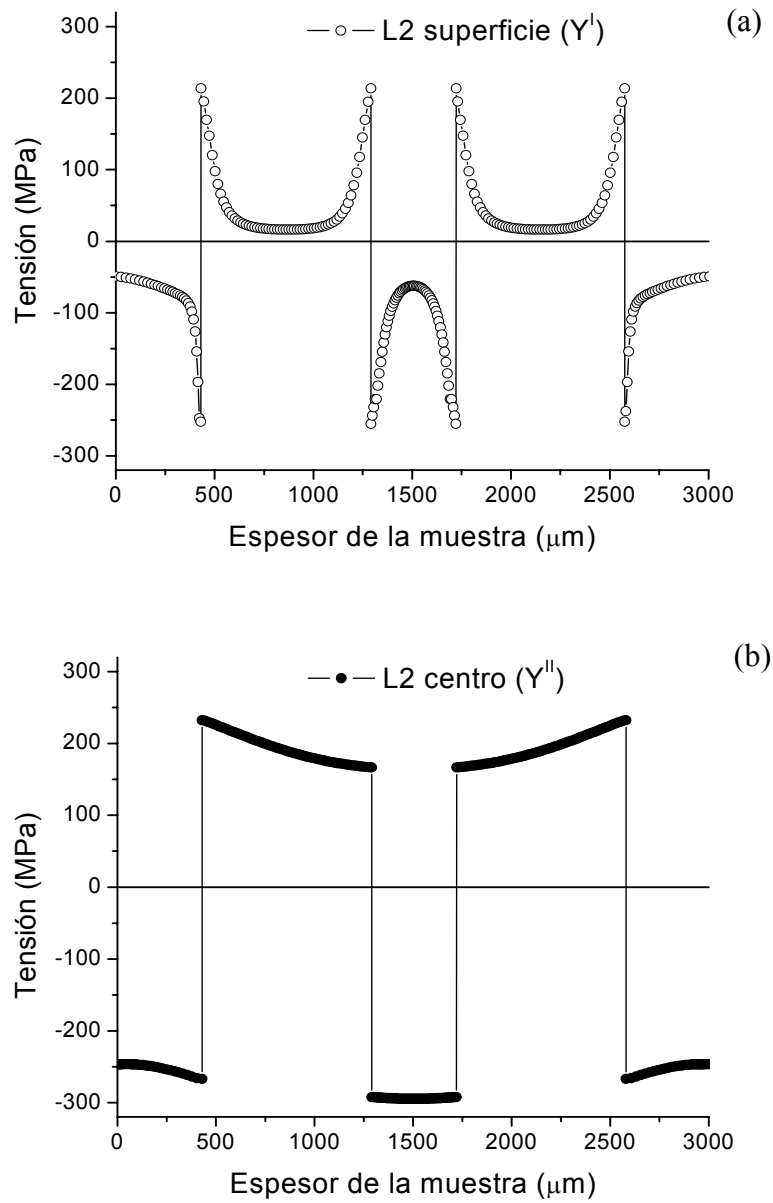 (a)
L2 superficie (Yᴵ)
300
200
100
0
-100
-200
-300
Tensión (MPa)
0 500 1000 1500 2000 2500 3000
Espesor de la muestra (μm)
(b)
L2 centro (Yᴵᴵ)
300
200
100
0
-100
-200
-300
Tensión (MPa)
0 500 1000 1500 2000 2500 3000
Espesor de la muestra (μm)